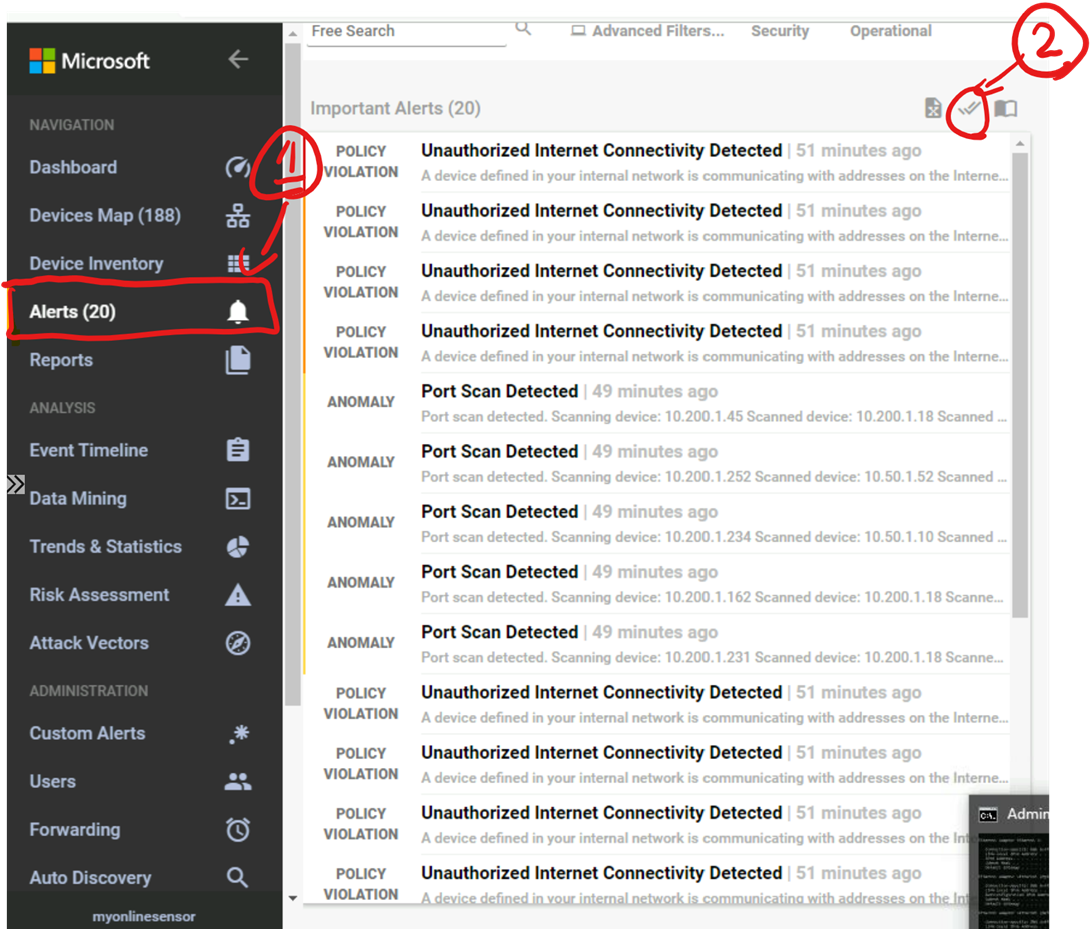 Microsoft
NAVIGATION
Dashboard
Devices Map (188)
Device Inventory
Alerts (20)
Reports
ANALYSIS
Event Timeline
Data Mining
Trends & Statistics
Risk Assessment
Attack Vectors
ADMINISTRATION
Custom Alerts
Users
Forwarding
Auto Discovery
myonlinesensor
1
2
Free Search
Advanced Filters...
Security
Operational
Important Alerts (20)
POLICY VIOLATION
Unauthorized Internet Connectivity Detected | 51 minutes ago
A device defined in your internal network is communicating with addresses on the Interne...
POLICY VIOLATION
Unauthorized Internet Connectivity Detected | 51 minutes ago
A device defined in your internal network is communicating with addresses on the Interne...
POLICY VIOLATION
Unauthorized Internet Connectivity Detected | 51 minutes ago
A device defined in your internal network is communicating with addresses on the Interne...
POLICY VIOLATION
Unauthorized Internet Connectivity Detected | 51 minutes ago
A device defined in your internal network is communicating with addresses on the Interne...
ANOMALY
Port Scan Detected | 49 minutes ago
Port scan detected. Scanning device: 10.200.1.45 Scanned device: 10.200.1.18 Scanned ...
ANOMALY
Port Scan Detected | 49 minutes ago
Port scan detected. Scanning device: 10.200.1.252 Scanned device: 10.50.1.52 Scanned ...
ANOMALY
Port Scan Detected | 49 minutes ago
Port scan detected. Scanning device: 10.200.1.234 Scanned device: 10.50.1.10 Scanned ...
ANOMALY
Port Scan Detected | 49 minutes ago
Port scan detected. Scanning device: 10.200.1.162 Scanned device: 10.200.1.18 Scanne...
ANOMALY
Port Scan Detected | 49 minutes ago
Port scan detected. Scanning device: 10.200.1.231 Scanned device: 10.200.1.18 Scanne...
POLICY VIOLATION
Unauthorized Internet Connectivity Detected | 51 minutes ago
A device defined in your internal network is communicating with addresses on the Interne...
POLICY VIOLATION
Unauthorized Internet Connectivity Detected | 51 minutes ago
A device defined in your internal network is communicating with addresses on the Interne...
POLICY VIOLATION
Unauthorized Internet Connectivity Detected | 51 minutes ago
A device defined in your internal network is communicating with addresses on the Int
POLICY VIOLATION
Unauthorized Internet Connectivity Detected | 51 minutes ago
A device defined in your internal network is communicating with addresses on the Int
Admin